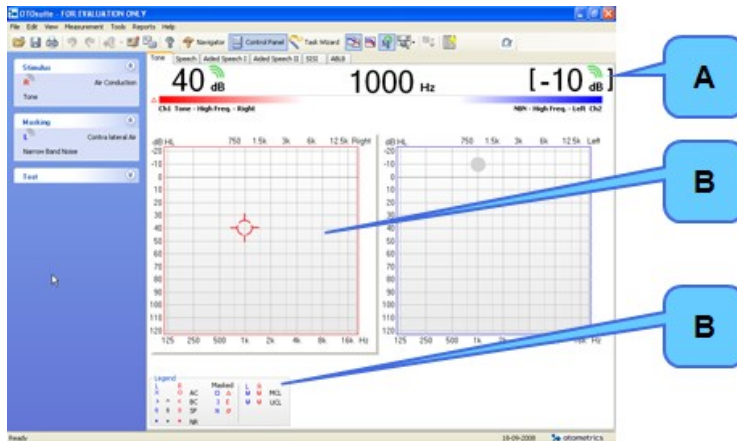 OTOsuite - FOR EVALUATION ONLY
File Edit View Measurement Tools Reports Help
Navigator Control Panel Task Wizard
Stimulus
R Air Conduction
Tone
Masking
L Contra lateral Air
Narrow Band Noise
Test
Tone Speech Aided Speech I Aided Speech II SISI ABLB
40 dB 1000 Hz [-10 dB]
Ch1 Tone - High Freq. - Right NBN - High Freq. - Left Ch2
dB HL 750 1.5k 3k 6k 12.5k Right
-20
-10
0
10
20
30
40
50
60
70
80
90
100
110
120
125 250 500 1k 2k 4k 8k 16k Hz
dB HL 750 1.5k 3k 6k 12.5k Left
-20
-10
0
10
20
30
40
50
60
70
80
90
100
110
120
125 250 500 1k 16k Hz
Legend
Masked
AC
BC
SF
NR
MCL
UCL
Ready 18-09-2008 otometrics
A
B
B